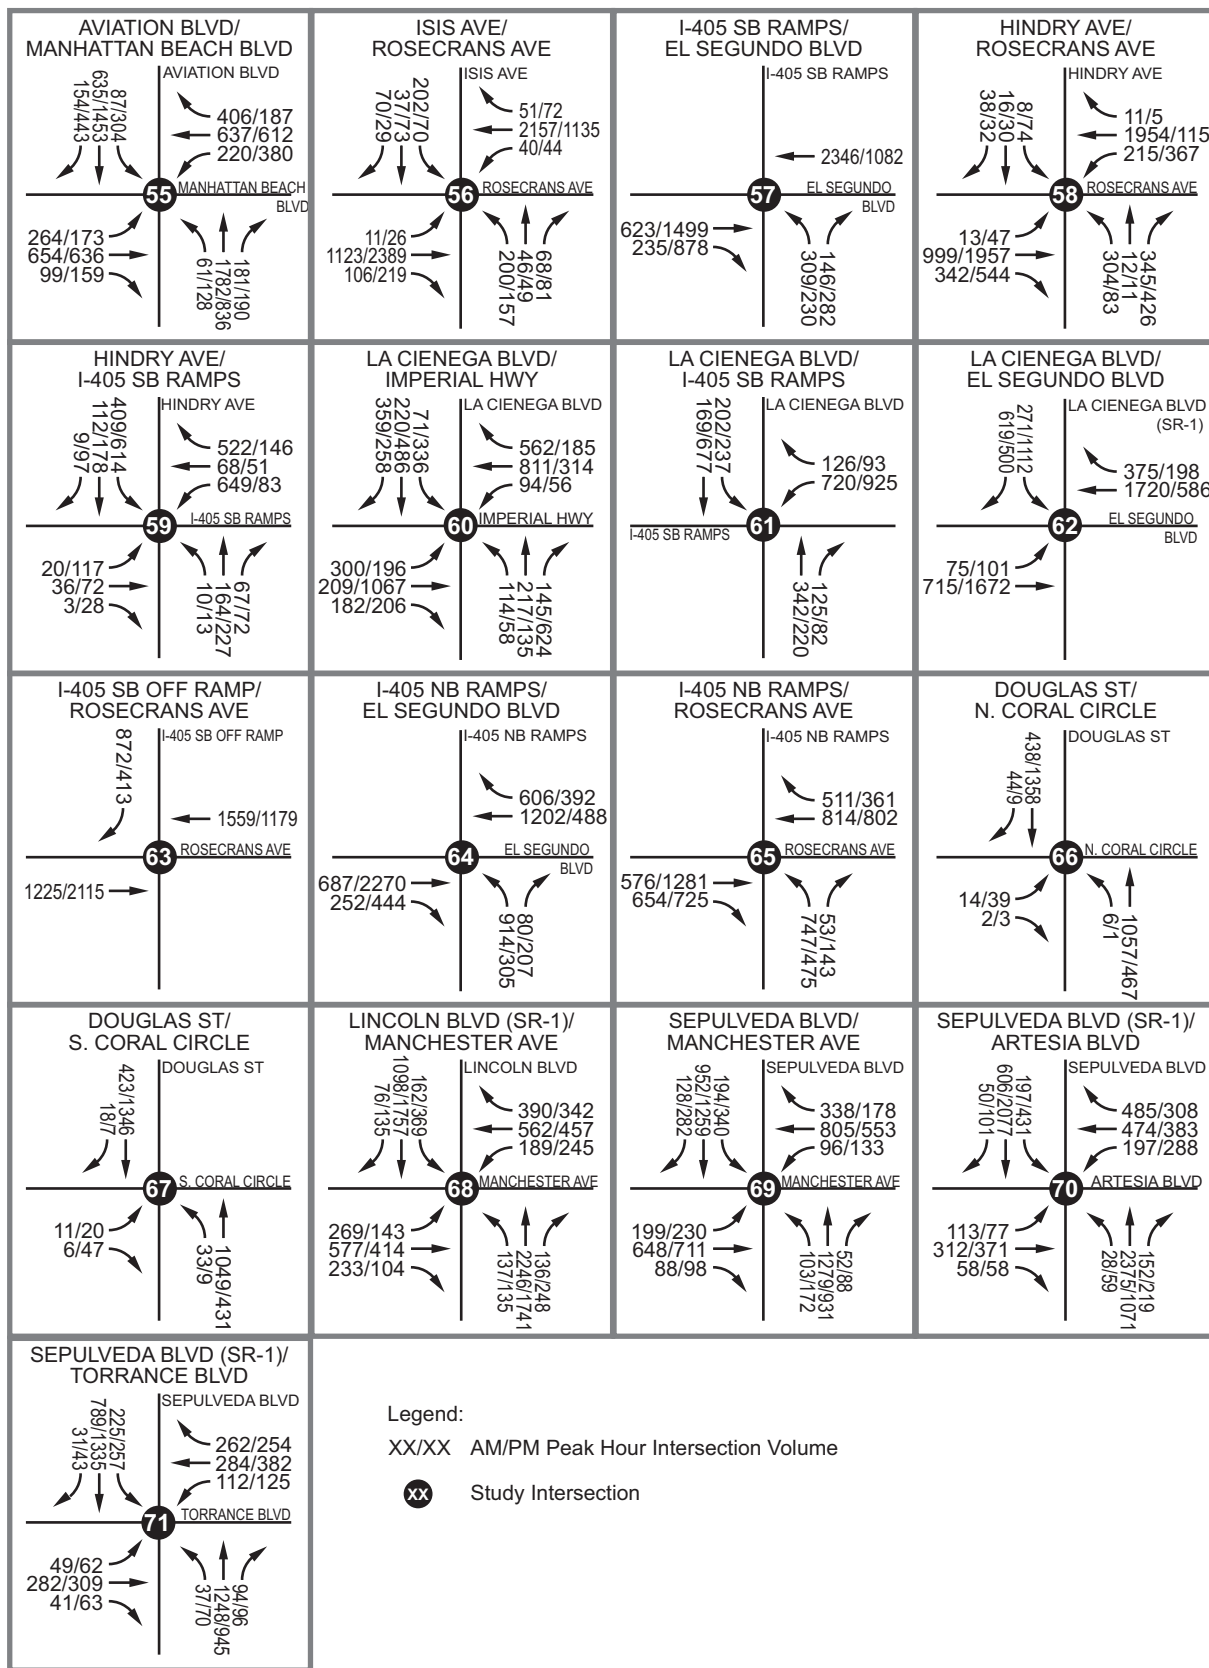 AVIATION BLVD/
MANHATTAN BEACH BLVD
AVIATION BLVD
154/443
635/1453
87/304
406/187
637/612
220/380
55
MANHATTAN BEACH
BLVD
264/173
654/636
99/159
61/128
1782/836
181/190
ISIS AVE/
ROSECRANS AVE
ISIS AVE
70/29
37/73
202/70
51/72
2157/1135
40/44
56
ROSECRANS AVE
11/26
1123/2389
106/219
200/157
46/49
68/81
I-405 SB RAMPS/
EL SEGUNDO BLVD
I-405 SB RAMPS
2346/1082
57
EL SEGUNDO
BLVD
623/1499
235/878
309/230
146/282
HINDRY AVE/
ROSECRANS AVE
HINDRY AVE
38/32
16/30
8/74
11/5
1954/115
215/367
58
ROSECRANS AVE
13/47
999/1957
342/544
304/83
12/11
345/426
HINDRY AVE/
I-405 SB RAMPS
HINDRY AVE
9/97
112/178
409/614
522/146
68/51
649/83
59
I-405 SB RAMPS
20/117
36/72
3/28
10/13
164/227
67/72
LA CIENEGA BLVD/
IMPERIAL HWY
LA CIENEGA BLVD
359/258
220/486
71/336
562/185
811/314
94/56
60
IMPERIAL HWY
300/196
209/1067
182/206
114/58
217/135
145/624
LA CIENEGA BLVD/
I-405 SB RAMPS
LA CIENEGA BLVD
169/677
202/237
126/93
720/925
61
I-405 SB RAMPS
342/220
125/82
LA CIENEGA BLVD/
EL SEGUNDO BLVD
LA CIENEGA BLVD
(SR-1)
619/500
271/1112
375/198
1720/586
62
EL SEGUNDO
BLVD
75/101
715/1672
I-405 SB OFF RAMP/
ROSECRANS AVE
I-405 SB OFF RAMP
872/413
1559/1179
63
ROSECRANS AVE
1225/2115
I-405 NB RAMPS/
EL SEGUNDO BLVD
I-405 NB RAMPS
606/392
1202/488
64
EL SEGUNDO
BLVD
687/2270
252/444
914/305
80/207
I-405 NB RAMPS/
ROSECRANS AVE
I-405 NB RAMPS
511/361
814/802
65
ROSECRANS AVE
576/1281
654/725
747/475
53/143
DOUGLAS ST/
N. CORAL CIRCLE
DOUGLAS ST
44/9
438/1358
66
N. CORAL CIRCLE
14/39
2/3
6/1
1057/467
DOUGLAS ST/
S. CORAL CIRCLE
DOUGLAS ST
18/7
423/1346
67
S. CORAL CIRCLE
11/20
6/47
33/9
1049/431
LINCOLN BLVD (SR-1)/
MANCHESTER AVE
LINCOLN BLVD
76/135
1098/1757
162/369
390/342
562/457
189/245
68
MANCHESTER AVE
269/143
577/414
233/104
137/135
2246/1741
136/248
SEPULVEDA BLVD/
MANCHESTER AVE
SEPULVEDA BLVD
128/282
952/1259
194/340
338/178
805/553
96/133
69
MANCHESTER AVE
199/230
648/711
88/98
103/172
1279/931
52/88
SEPULVEDA BLVD (SR-1)/
ARTESIA BLVD
SEPULVEDA BLVD
50/101
606/2077
197/431
485/308
474/383
197/288
70
ARTESIA BLVD
113/77
312/371
58/58
28/59
2375/1071
152/219
SEPULVEDA BLVD (SR-1)/
TORRANCE BLVD
SEPULVEDA BLVD
31/43
789/1335
225/257
262/254
284/382
112/125
71
TORRANCE BLVD
49/62
282/309
41/63
37/70
1248/945
94/96
Legend:
XX/XX AM/PM Peak Hour Intersection Volume
XX Study Intersection